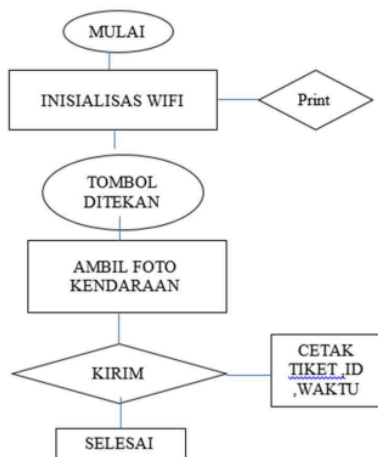 MULAI
INISIALISAS WIFI
Print
TOMBOL
DITEKAN
AMBIL FOTO
KENDARAAN
KIRIM
CETAK
TIKET ,ID
,WAKTU
SELESAI